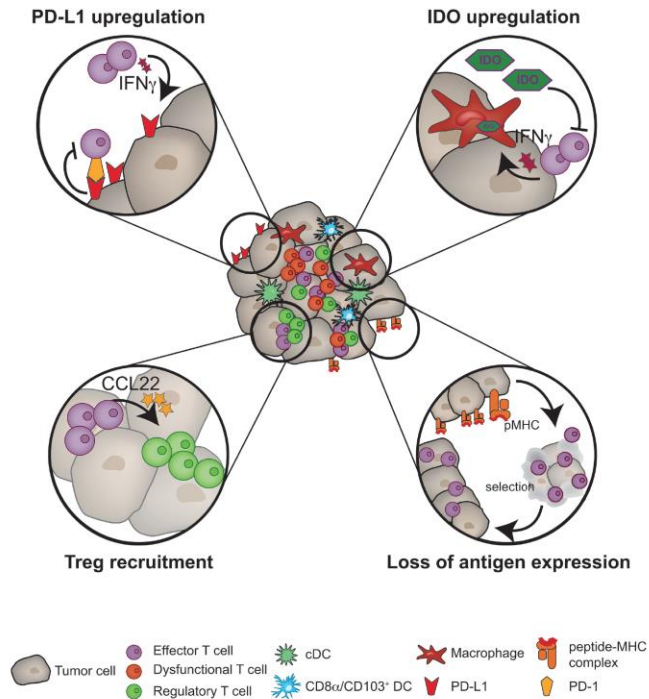 PD-L1 upregulation
IDO upregulation
IFNγ
IDO
IDO
IDO
IFNγ
CCL22
pMHC
selection
Treg recruitment
Loss of antigen expression
Tumor cell
Effector T cell
Dysfunctional T cell
Regulatory T cell
cDC
CD8α/CD103⁺ DC
Macrophage
PD-L1
peptide-MHC
complex
PD-1